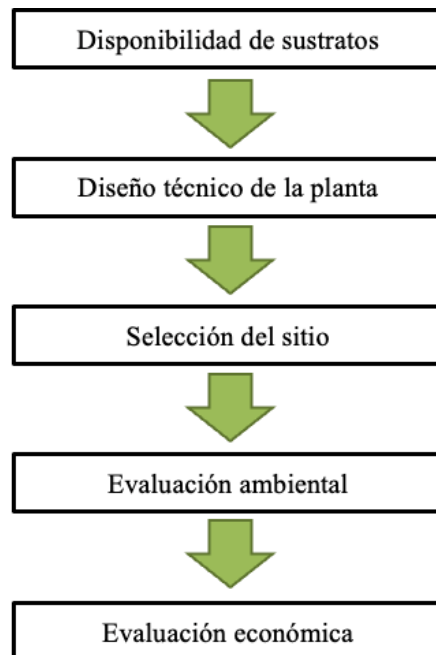 Disponibilidad de sustratos
Diseño técnico de la planta
Selección del sitio
Evaluación ambiental
Evaluación económica